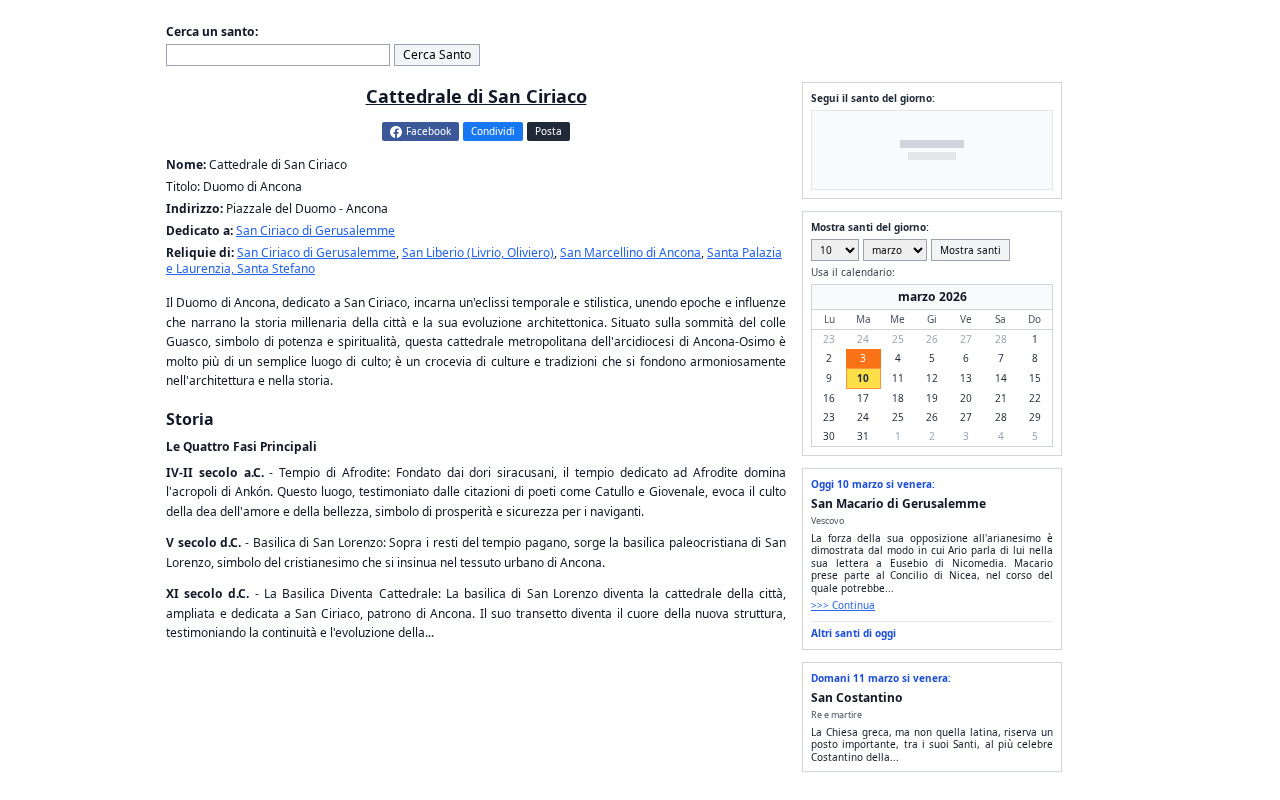 Cerca un santo:
Cerca Santo
Cattedrale di San Ciriaco
Facebook Condividi Posta
Nome: Cattedrale di San Ciriaco
Titolo: Duomo di Ancona
Indirizzo: Piazzale del Duomo - Ancona
Dedicato a: San Ciriaco di Gerusalemme
Reliquie di: San Ciriaco di Gerusalemme, San Liberio (Livrio, Oliviero), San Marcellino di Ancona, Santa Palazia
e Laurenzia, Santa Stefano
Il Duomo di Ancona, dedicato a San Ciriaco, incarna un'eclissi temporale e stilistica, unendo epoche e influenze
che narrano la storia millenaria della città e la sua evoluzione architettonica. Situato sulla sommità del colle
Guasco, simbolo di potenza e spiritualità, questa cattedrale metropolitana dell'arcidiocesi di Ancona-Osimo è
molto più di un semplice luogo di culto; è un crocevia di culture e tradizioni che si fondono armoniosamente
nell'architettura e nella storia.
Storia
Le Quattro Fasi Principali
IV-II secolo a.C. - Tempio di Afrodite: Fondato dai dori siracusani, il tempio dedicato ad Afrodite domina
l'acropoli di Ankón. Questo luogo, testimoniato dalle citazioni di poeti come Catullo e Giovenale, evoca il culto
della dea dell'amore e della bellezza, simbolo di prosperità e sicurezza per i naviganti.
V secolo d.C. - Basilica di San Lorenzo: Sopra i resti del tempio pagano, sorge la basilica paleocristiana di San
Lorenzo, simbolo del cristianesimo che si insinua nel tessuto urbano di Ancona.
XI secolo d.C. - La Basilica Diventa Cattedrale: La basilica di San Lorenzo diventa la cattedrale della città,
ampliata e dedicata a San Ciriaco, patrono di Ancona. Il suo transetto diventa il cuore della nuova struttura,
testimoniando la continuità e l'evoluzione della...
Segui il santo del giorno:
Mostra santi del giorno:
10 marzo Mostra santi
Usa il calendario:
marzo 2026
Lu Ma Me Gi Ve Sa Do
23 24 25 26 27 28 1
2 3 4 5 6 7 8
9 10 11 12 13 14 15
16 17 18 19 20 21 22
23 24 25 26 27 28 29
30 31 1 2 3 4 5
Oggi 10 marzo si venera:
San Macario di Gerusalemme
Vescovo
La forza della sua opposizione all'arianesimo è
dimostrata dal modo in cui Ario parla di lui nella
sua lettera a Eusebio di Nicomedia. Macario
prese parte al Concilio di Nicea, nel corso del
quale potrebbe...
>>> Continua
Altri santi di oggi
Domani 11 marzo si venera:
San Costantino
Re e martire
La Chiesa greca, ma non quella latina, riserva un
posto importante, tra i suoi Santi, al più celebre
Costantino della...